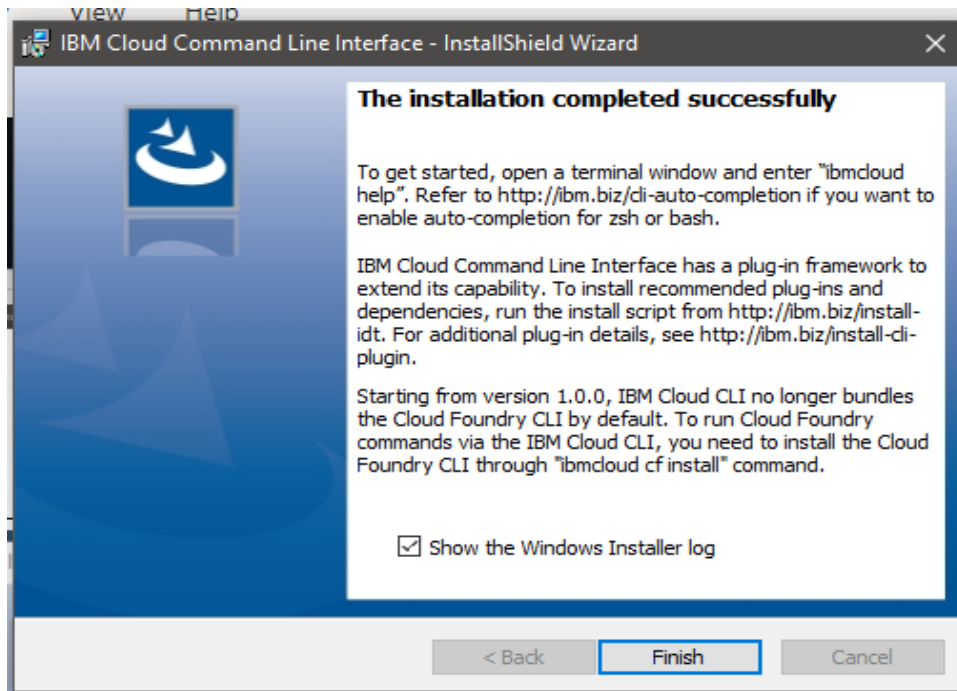 View Help
IBM Cloud Command Line Interface - InstallShield Wizard
The installation completed successfully
To get started, open a terminal window and enter "ibmcloud
help". Refer to http://ibm.biz/cli-auto-completion if you want to
enable auto-completion for zsh or bash.
IBM Cloud Command Line Interface has a plug-in framework to
extend its capability. To install recommended plug-ins and
dependencies, run the install script from http://ibm.biz/install-
idt. For additional plug-in details, see http://ibm.biz/install-cli-
plugin.
Starting from version 1.0.0, IBM Cloud CLI no longer bundles
the Cloud Foundry CLI by default. To run Cloud Foundry
commands via the IBM Cloud CLI, you need to install the Cloud
Foundry CLI through "ibmcloud cf install" command.
Show the Windows Installer log
< Back Finish Cancel